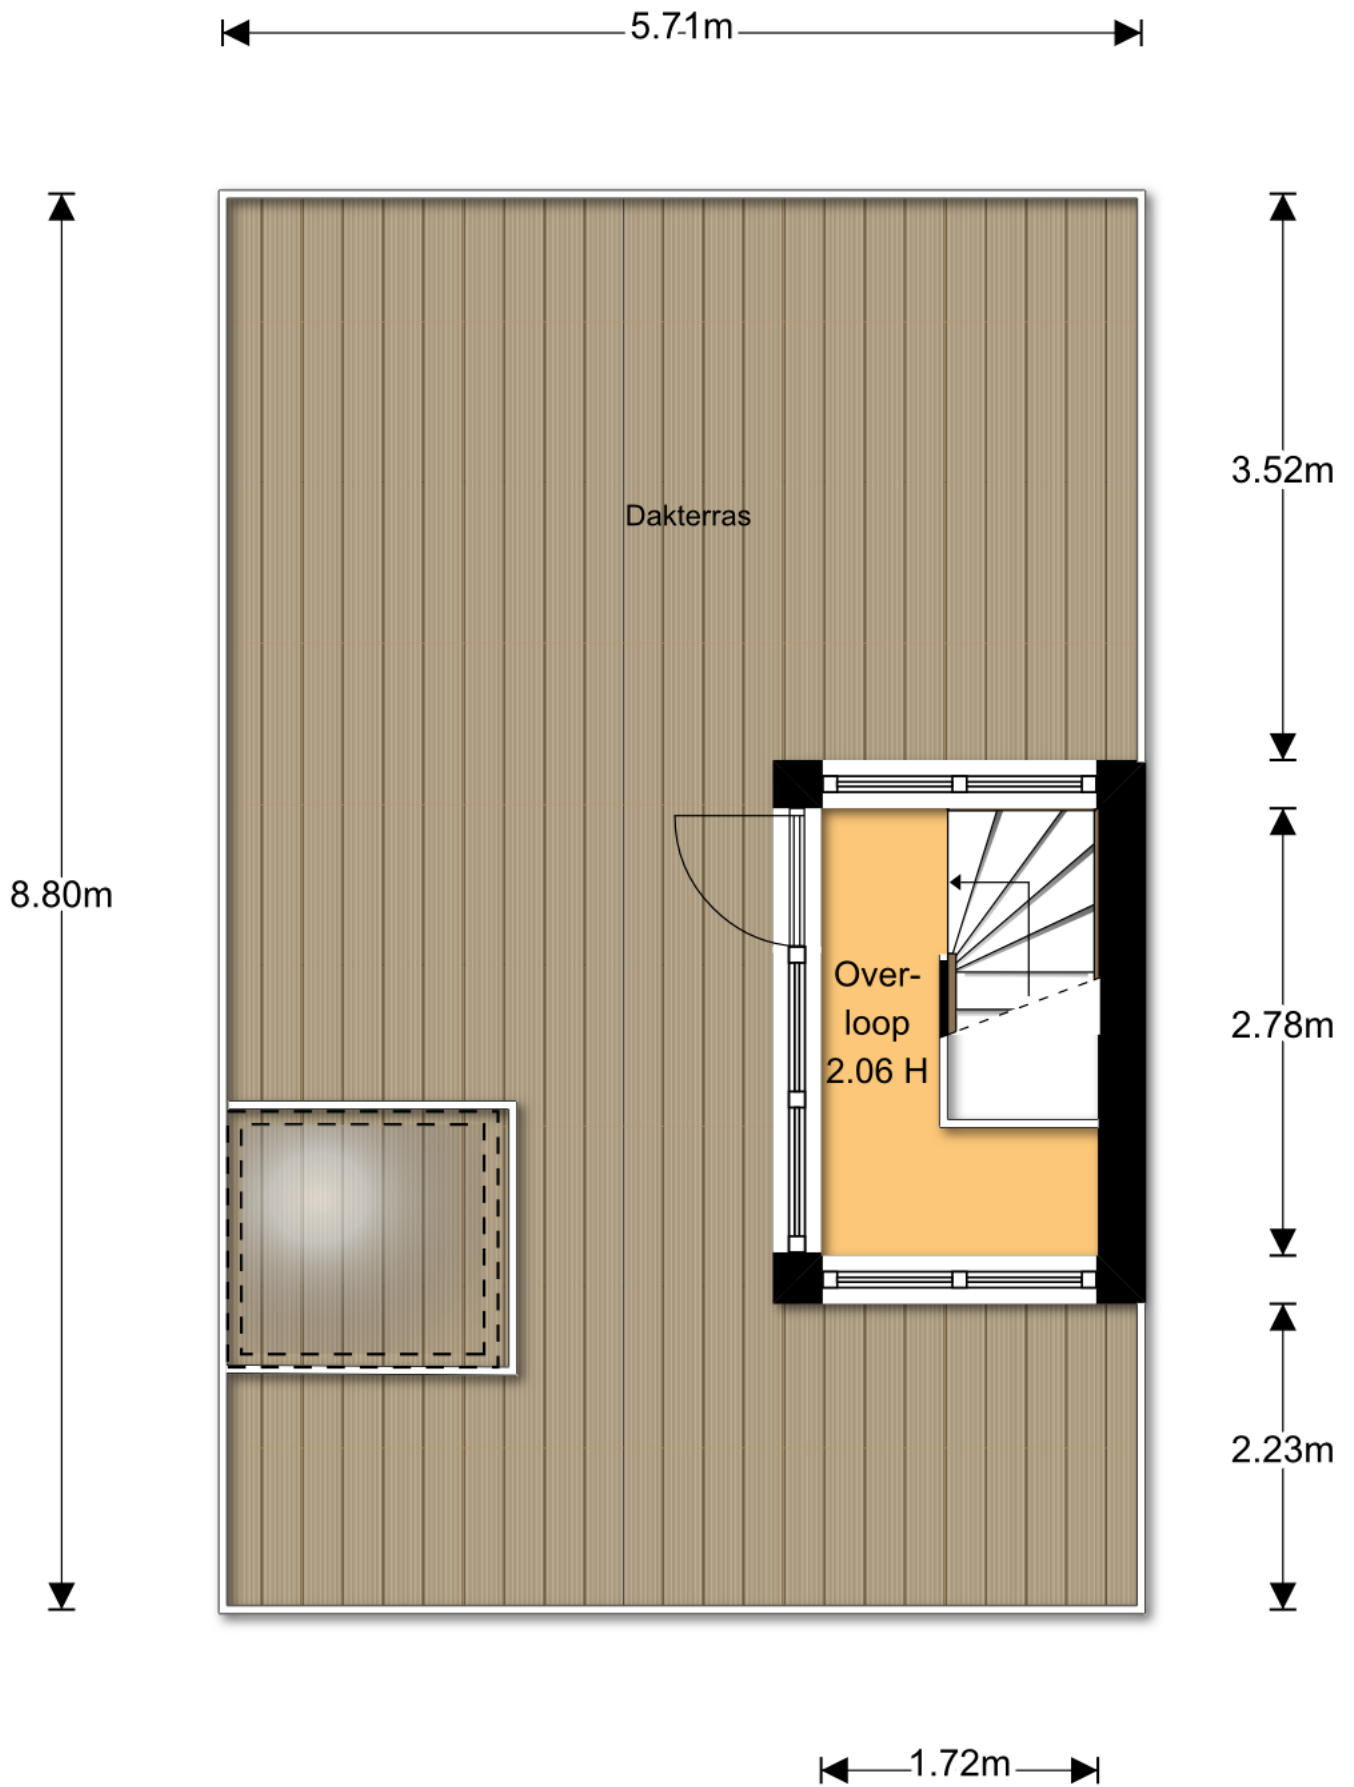 5.71m
3.52m
Dakterras
8.80m
Over-
loop
2.06 H
2.78m
2.23m
1.72m